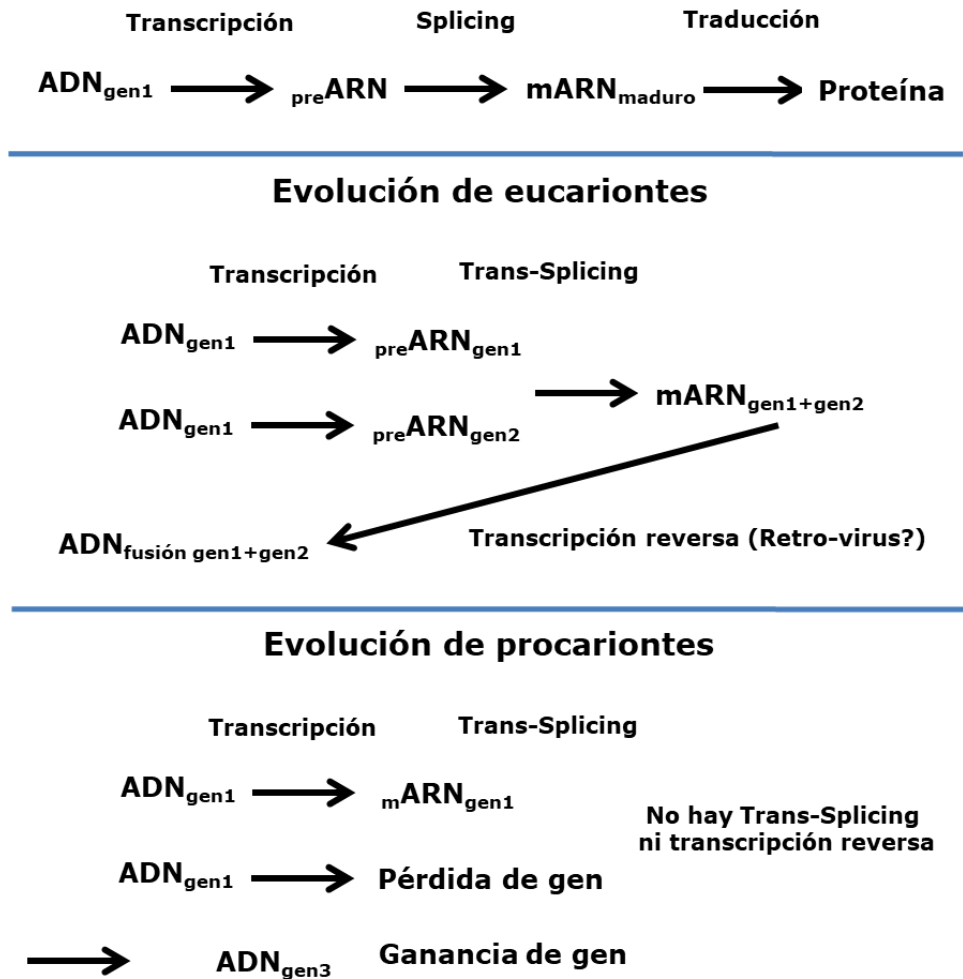 Transcripción Splicing Traducción
ADNgen1 preARN mARNmaduro Proteína
Evolución de eucariontes
Transcripción Trans-Splicing
ADNgen1 preARNgen1
mARNgen1+gen2
ADNgen1 preARNgen2
ADNfusión gen1+gen2
Transcripción reversa (Retro-virus?)
Evolución de procariontes
Transcripción Trans-Splicing
ADNgen1 mARNgen1
No hay Trans-Splicing
ni transcripción reversa
ADNgen1 Pérdida de gen
ADNgen3 Ganancia de gen